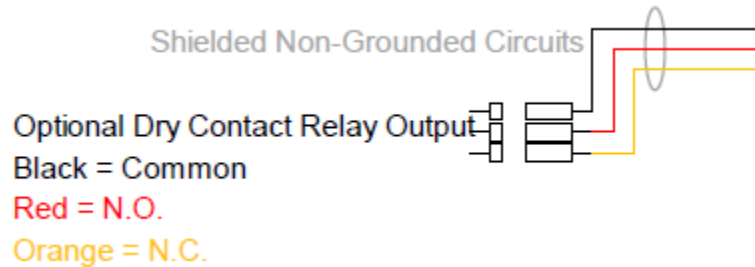 Shielded Non-Grounded Circuits
Optional Dry Contact Relay Output
Black = Common
Red = N.O.
Orange = N.C.